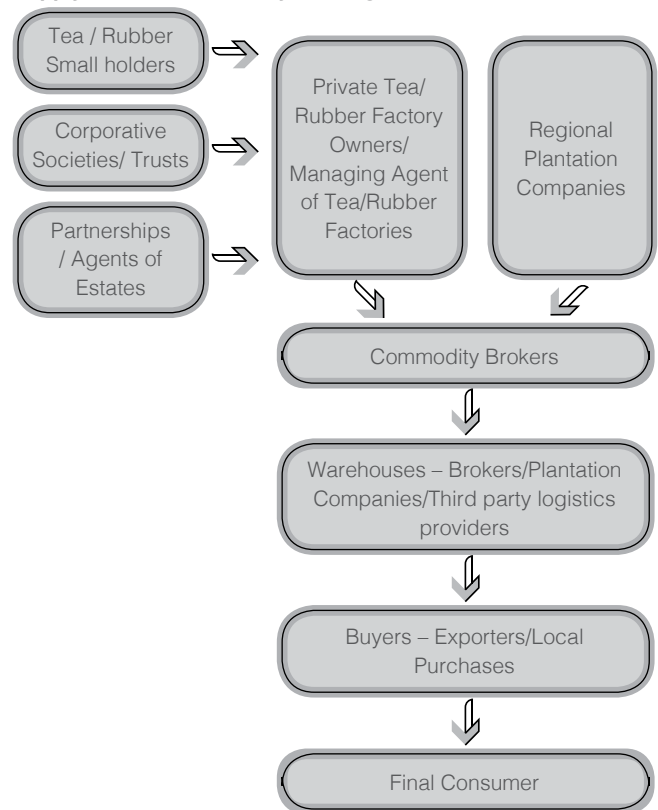 Tea / Rubber
Small holders
Corporative
Societies/ Trusts
Partnerships
/ Agents of
Estates
Private Tea/
Rubber Factory
Owners/
Managing Agent
of Tea/Rubber
Factories
Regional
Plantation
Companies
Commodity Brokers
Warehouses – Brokers/Plantation
Companies/Third party logistics
providers
Buyers – Exporters/Local
Purchases
Final Consumer